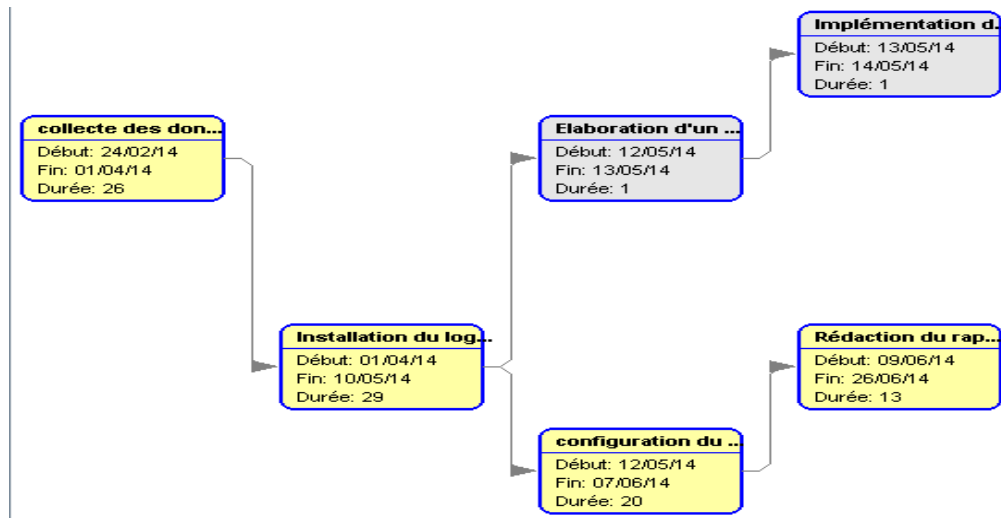 Implémentation d.
Début: 13/05/14
Fin: 14/05/14
Durée: 1
collecte des don...
Début: 24/02/14
Fin: 01/04/14
Durée: 26
Elaboration d'un ...
Début: 12/05/14
Fin: 13/05/14
Durée: 1
Installation du log...
Début: 01/04/14
Fin: 10/05/14
Durée: 29
Rédaction du rap...
Début: 09/06/14
Fin: 26/06/14
Durée: 13
configuration du ...
Début: 12/05/14
Fin: 07/06/14
Durée: 20